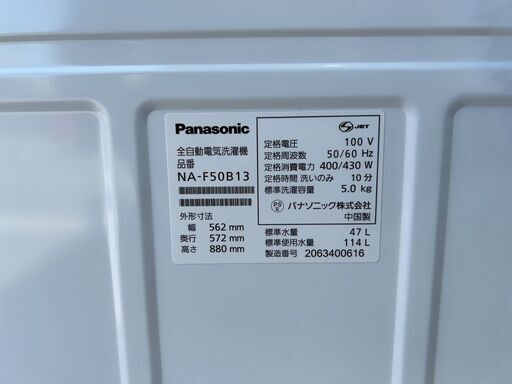 Panasonic
全自動電気洗濯機
品番
NA-F50B13
外形寸法
幅 562 mm
奥行 572 mm
高さ 880 mm
JET
定格電圧 100 V
定格周波数 50/60 Hz
定格消費電力 400/430 W
定格時間 洗いのみ 10 分
標準洗濯容量 5.0 kg
PS E パナソニック株式会社
中国製
標準水量 47 L
標準使用水量 114 L
製造番号 2063400616